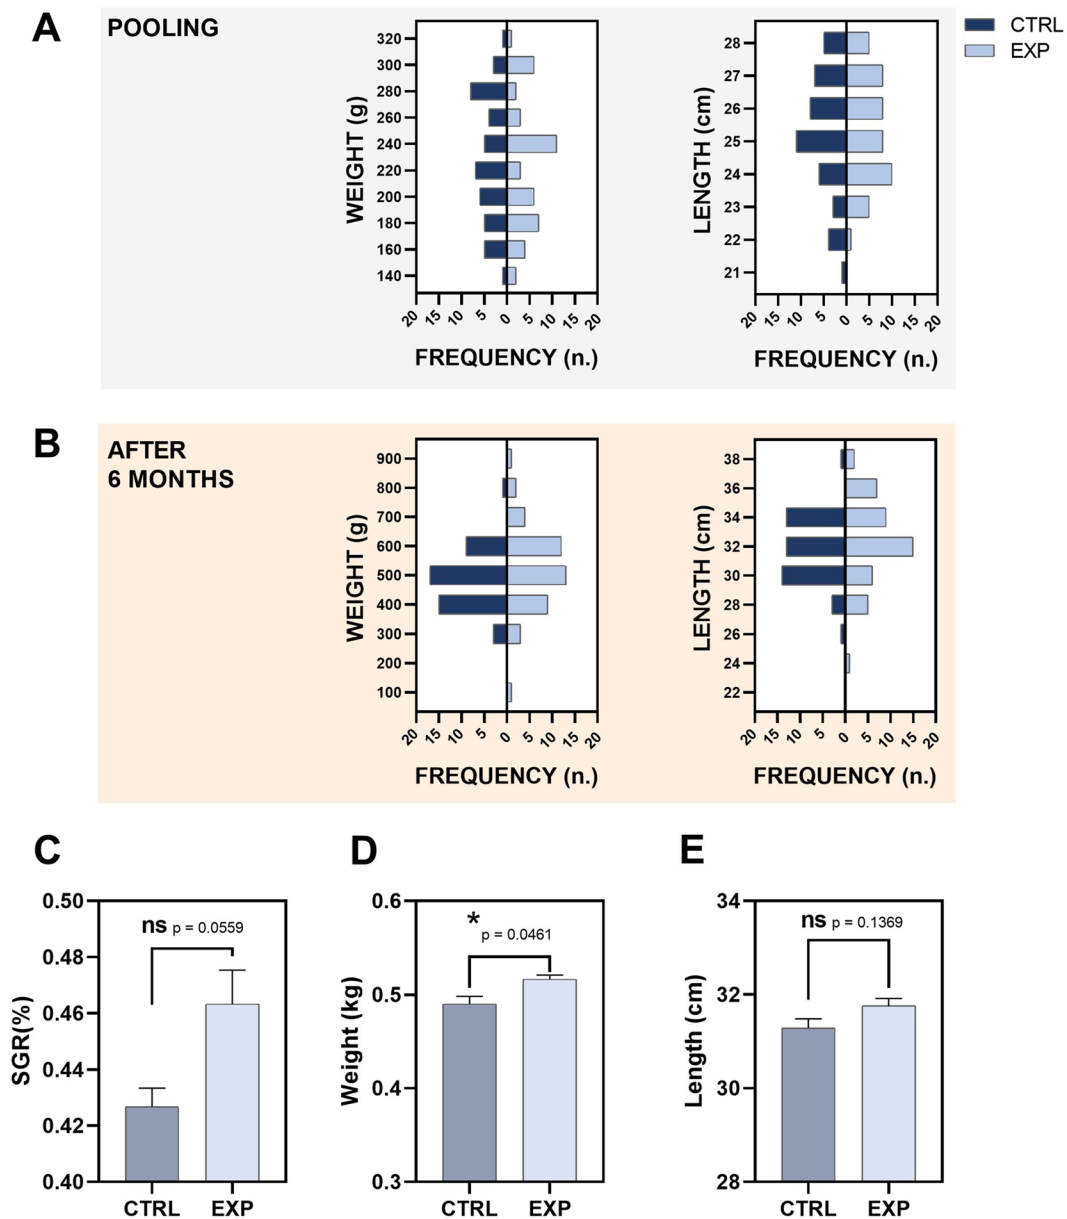 A
POOLING
CTRL
EXP
WEIGHT (g)
320
300
280
260
240
220
200
180
160
140
20 15 10 5 0 5 10 15 20
FREQUENCY (n.)
LENGTH (cm)
28
27
26
25
24
23
22
21
20 15 10 5 0 5 10 15 20
FREQUENCY (n.)
B
AFTER
6 MONTHS
WEIGHT (g)
900
800
700
600
500
400
300
200
100
20 15 10 5 0 5 10 15 20
FREQUENCY (n.)
LENGTH (cm)
38
36
34
32
30
28
26
24
22
20 15 10 5 0 5 10 15 20
FREQUENCY (n.)
C
SGR(%)
0.50
0.48
0.46
0.44
0.42
0.40
ns p = 0.0559
CTRL EXP
D
Weight (kg)
0.6
0.5
0.4
0.3
*
p = 0.0461
CTRL EXP
E
Length (cm)
34
32
30
28
ns p = 0.1369
CTRL EXP